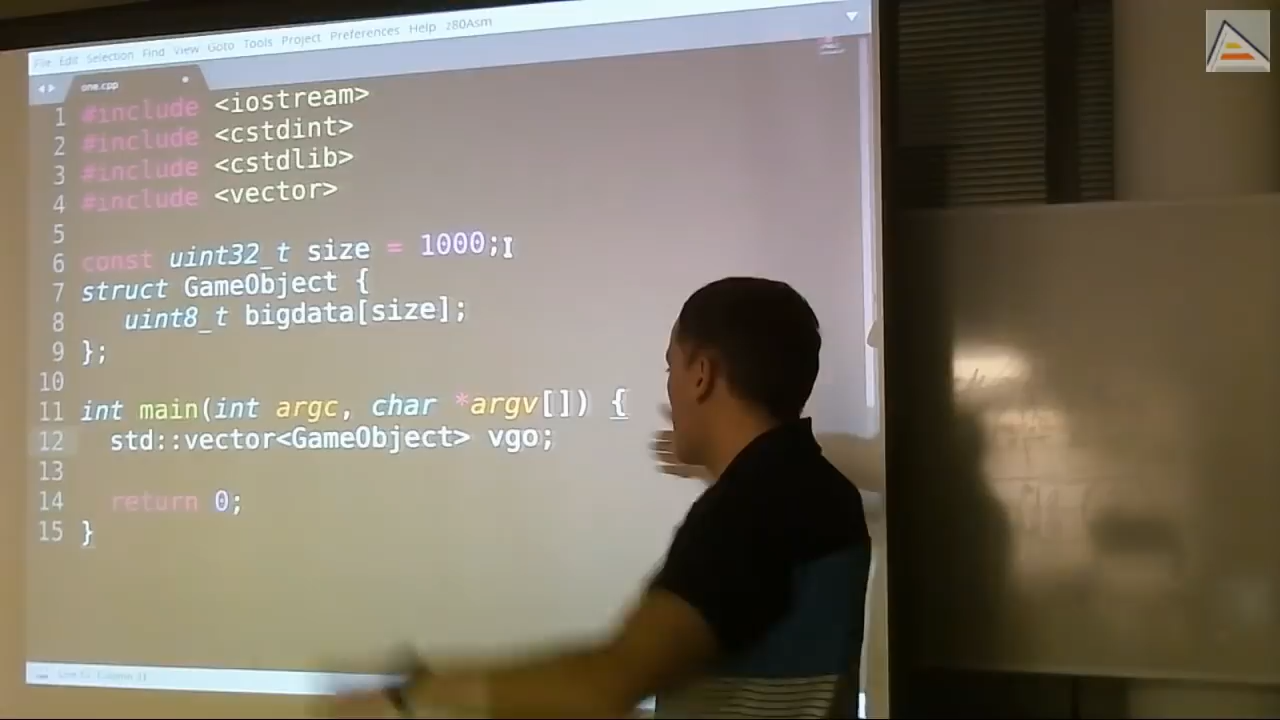 File Edit Selection Find View Goto Tools Project Preferences Help z80Asm
one.cpp
1 #include <iostream>
2 #include <cstdint>
3 #include <cstdlib>
4 #include <vector>
5
6 const uint32_t size = 1000;
7 struct GameObject {
8 uint8_t bigdata[size];
9 };
10
11 int main(int argc, char *argv[]) {
12 std::vector<GameObject> vgo;
13
14 return 0;
15 }